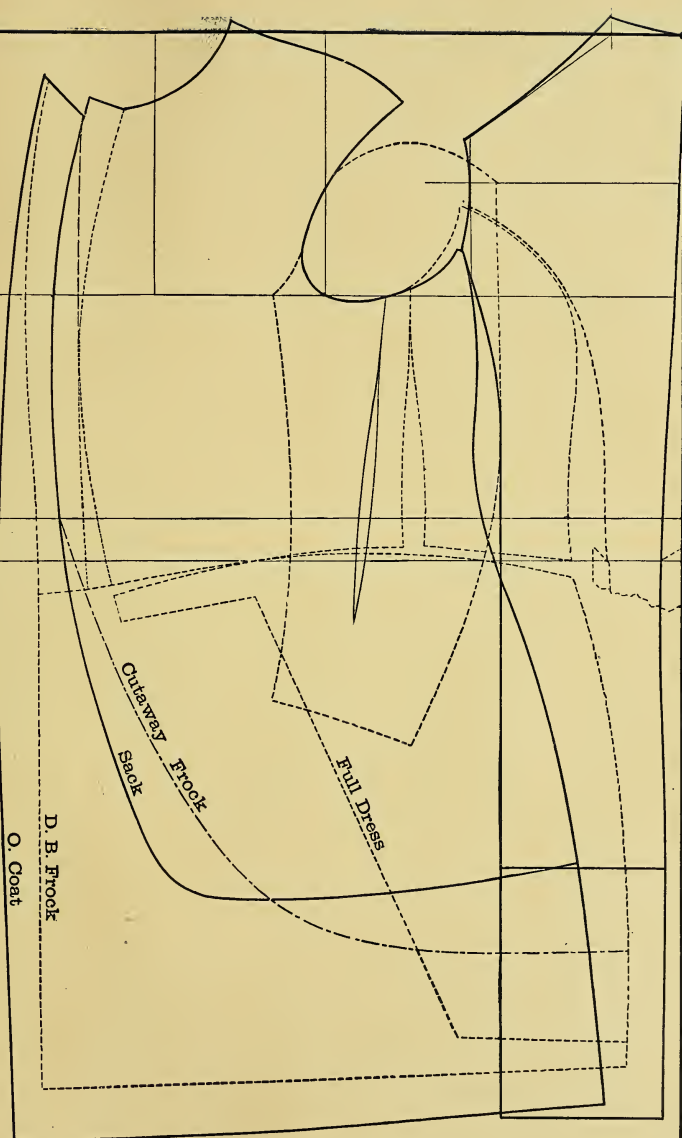 Cutaway Frock
Sack
Full Dress
D. B. Frock
O. Coat